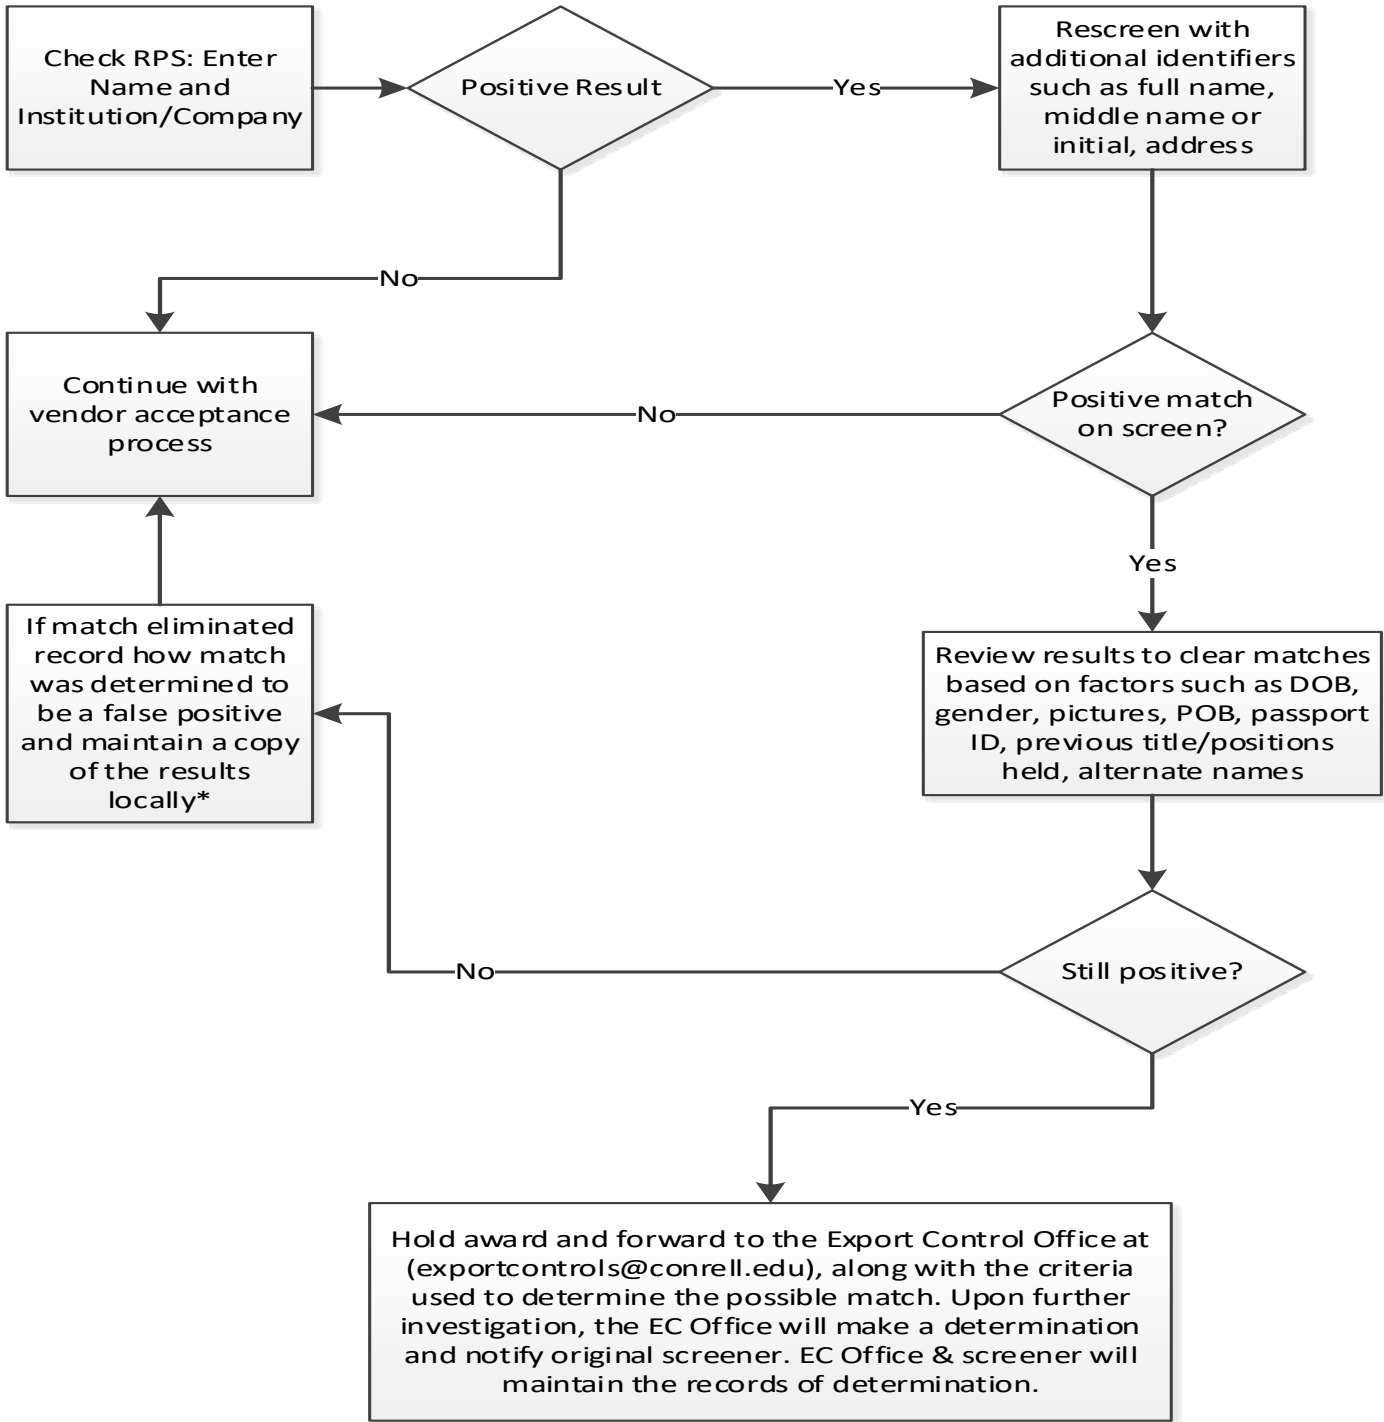 Check RPS: Enter
Name and
Institution/Company
Positive Result
Yes
Rescreen with
additional identifiers
such as full name,
middle name or
initial, address
No
Continue with
vendor acceptance
process
No
Positive match
on screen?
Yes
If match eliminated
record how match
was determined to
be a false positive
and maintain a copy
of the results
locally*
Review results to clear matches
based on factors such as DOB,
gender, pictures, POB, passport
ID, previous title/positions
held, alternate names
No
Still positive?
Yes
Hold award and forward to the Export Control Office at
(exportcontrols@conrell.edu), along with the criteria
used to determine the possible match. Upon further
investigation, the EC Office will make a determination
and notify original screener. EC Office & screener will
maintain the records of determination.